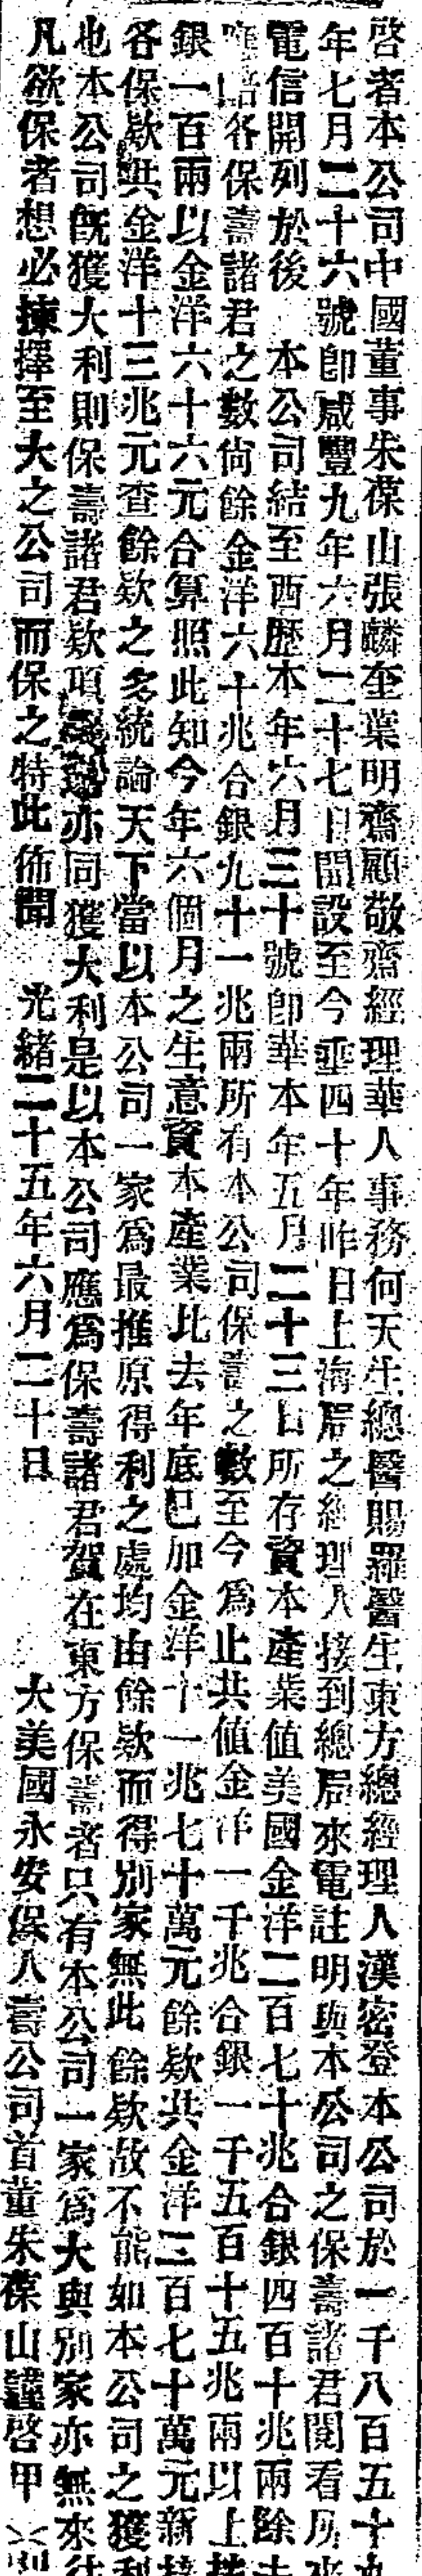 啓者本公司中國董事朱葆山張麟奎葉明齋顧敬齋經理華人事務何天生總醫賜羅醫生東方總經理人漢密登本公司於一千八百五十九
年七月二十六號卽咸豐九年六月二十七日開設至今垂四十年昨日上海局之經理人接到總局來電註明與本公司之保壽諸君閱看所來
電信開列於後 本公司結至西歷本年六月三十號卽華本年五月二十三日所存資本產業值美國金洋二百七十兆合銀四百十兆兩除去
賠各保壽諸君之數尙餘金洋六十兆合銀九十一兆兩所有本公司保壽之數至今爲止共値金洋一千兆合銀一千五百十五兆兩以上
銀一百兩以金洋六十六元合算照此知今年六個月之生意資本產業比去年底已加金洋十一兆七十萬元餘欵共金洋三百七十萬元新接
各保欵共金洋十三兆元查餘欵之多統論天下當以本公司一家爲最推原得利之處均由餘欵而得別家無此餘欵故不能如本公司之獲利
也本公司旣獲大利則保壽諸君欵項亦同獲大利是以本公司應爲保壽諸君賀在東方保壽者只有本公司一家爲大與別家亦無來往
凡欲保者想必揀擇至大之公司而保之特此佈聞 光緒二十五年六月二十日 大美國永安保人壽公司首董朱葆山謹啓甲